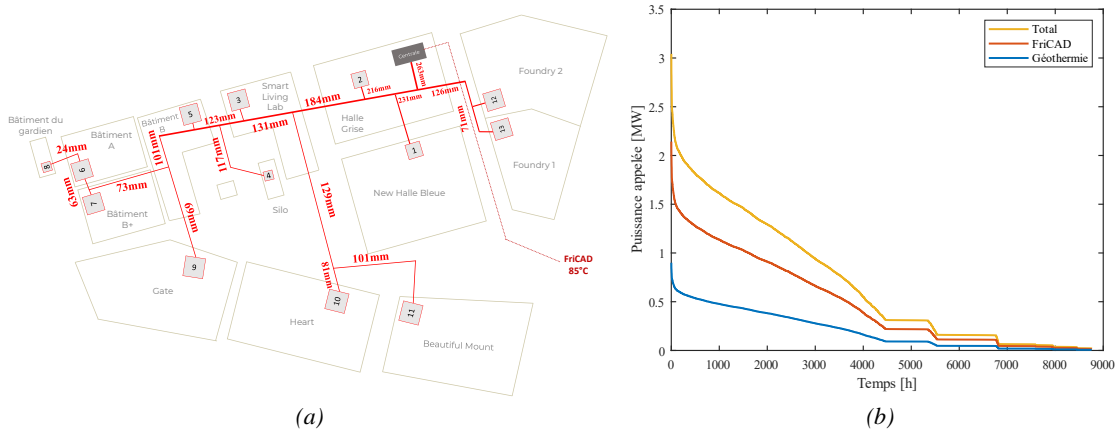 Centrale
263mm
2
216mm
184mm
231mm
126mm
Foundry 2
12
71mm
13
Foundry 1
Halle
Grise
1
New Halle Bleue
Smart
Living
Lab
3
131mm
123mm
5
Bâtiment
B
101mm
117mm
4
Silo
Bâtiment du
gardien
8
24mm
Bâtiment
A
6
63mm
7
73mm
Bâtiment
B+
69mm
9
Gate
129mm
FriCAD
85°C
101mm
81mm
10
Heart
11
Beautiful Mount
(a)
3.5
3
2.5
2
1.5
1
0.5
0
Puissance appelée [MW]
Total
FriCAD
Géothermie
0 1000 2000 3000 4000 5000 6000 7000 8000 9000
Temps [h]
(b)